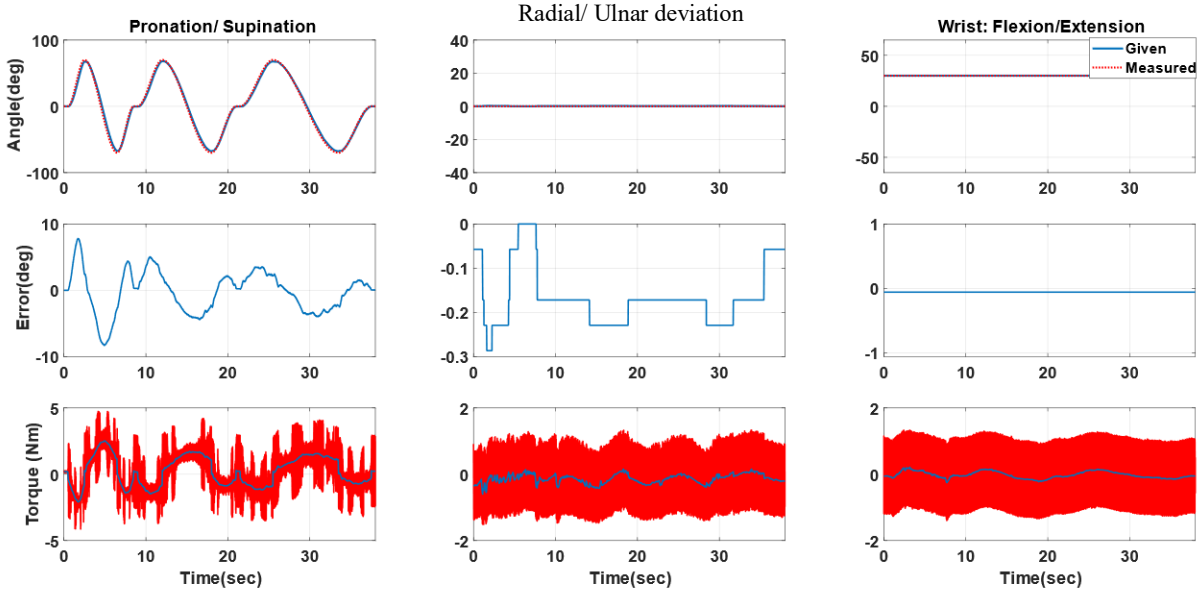 Pronation/ Supination
Radial/ Ulnar deviation
Wrist: Flexion/Extension
Given
Measured
Angle(deg)
100
0
-100
0 10 20 30
40
20
0
-20
-40
0 10 20 30
50
0
-50
0 10 20 30
Error(deg)
10
0
-10
0 10 20 30
0
-0.1
-0.2
-0.3
0 10 20 30
1
0
-1
0 10 20 30
Torque (Nm)
5
0
-5
0 10 20 30
Time(sec)
2
0
-2
0 10 20 30
Time(sec)
2
0
-2
0 10 20 30
Time(sec)